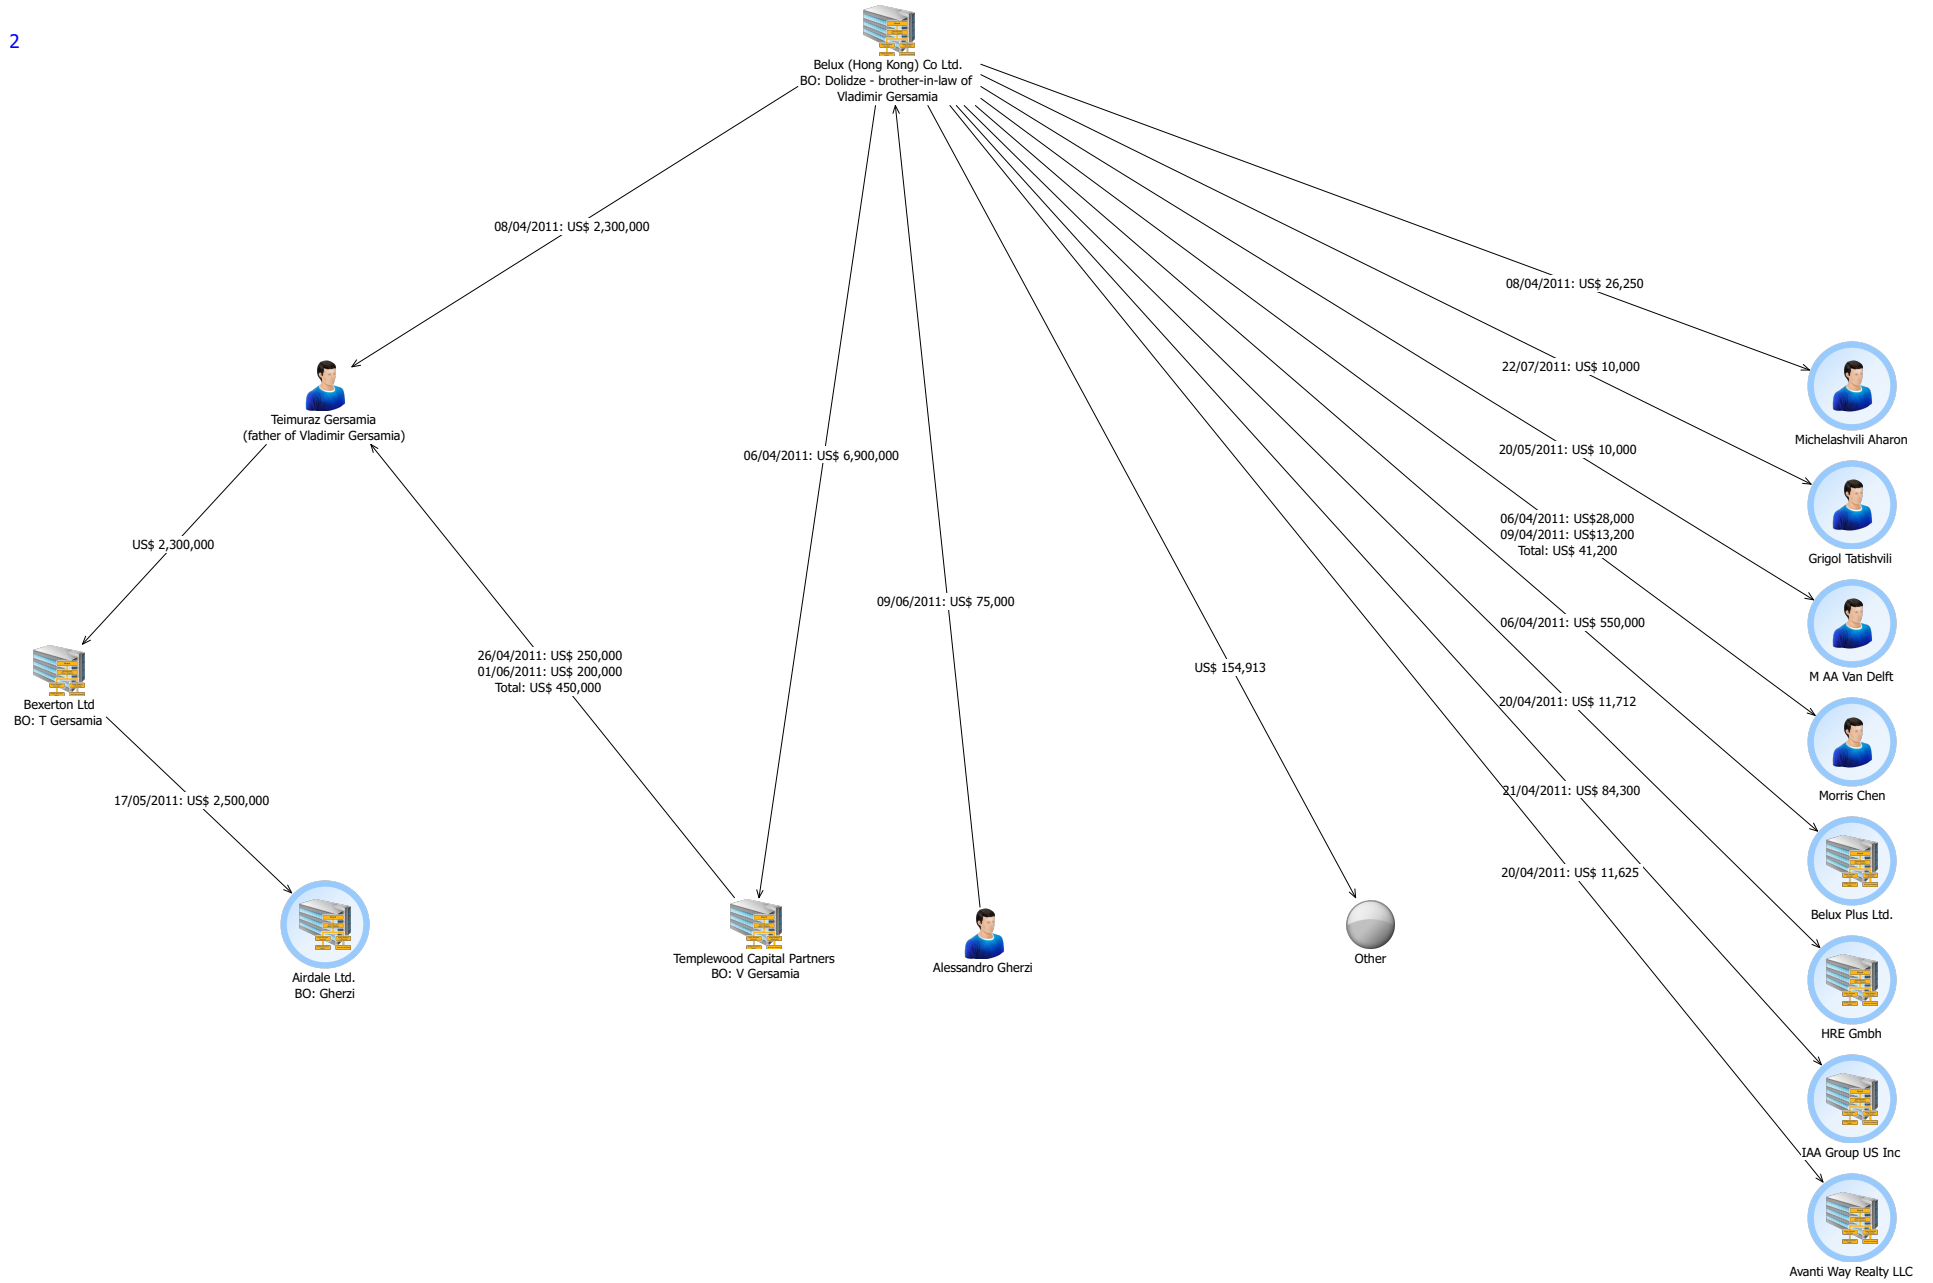 2
Belux (Hong Kong) Co Ltd.
BO: Dolidze - brother-in-law of
Vladimir Gersamia
08/04/2011: US$ 2,300,000
08/04/2011: US$ 26,250
22/07/2011: US$ 10,000
Michelashvili Aharon
Teimuraz Gersamia
(father of Vladimir Gersamia)
06/04/2011: US$ 6,900,000
20/05/2011: US$ 10,000
06/04/2011: US$28,000
09/04/2011: US$13,200
Total: US$ 41,200
Grigol Tatishvili
US$ 2,300,000
09/06/2011: US$ 75,000
06/04/2011: US$ 550,000
26/04/2011: US$ 250,000
01/06/2011: US$ 200,000
Total: US$ 450,000
US$ 154,913
M AA Van Delft
Bexerton Ltd
BO: T Gersamia
20/04/2011: US$ 11,712
17/05/2011: US$ 2,500,000
21/04/2011: US$ 84,300
Morris Chen
20/04/2011: US$ 11,625
Belux Plus Ltd.
Airdale Ltd.
BO: Gherzi
Templewood Capital Partners
BO: V Gersamia
Alessandro Gherzi
Other
HRE Gmbh
IAA Group US Inc
Avanti Way Realty LLC